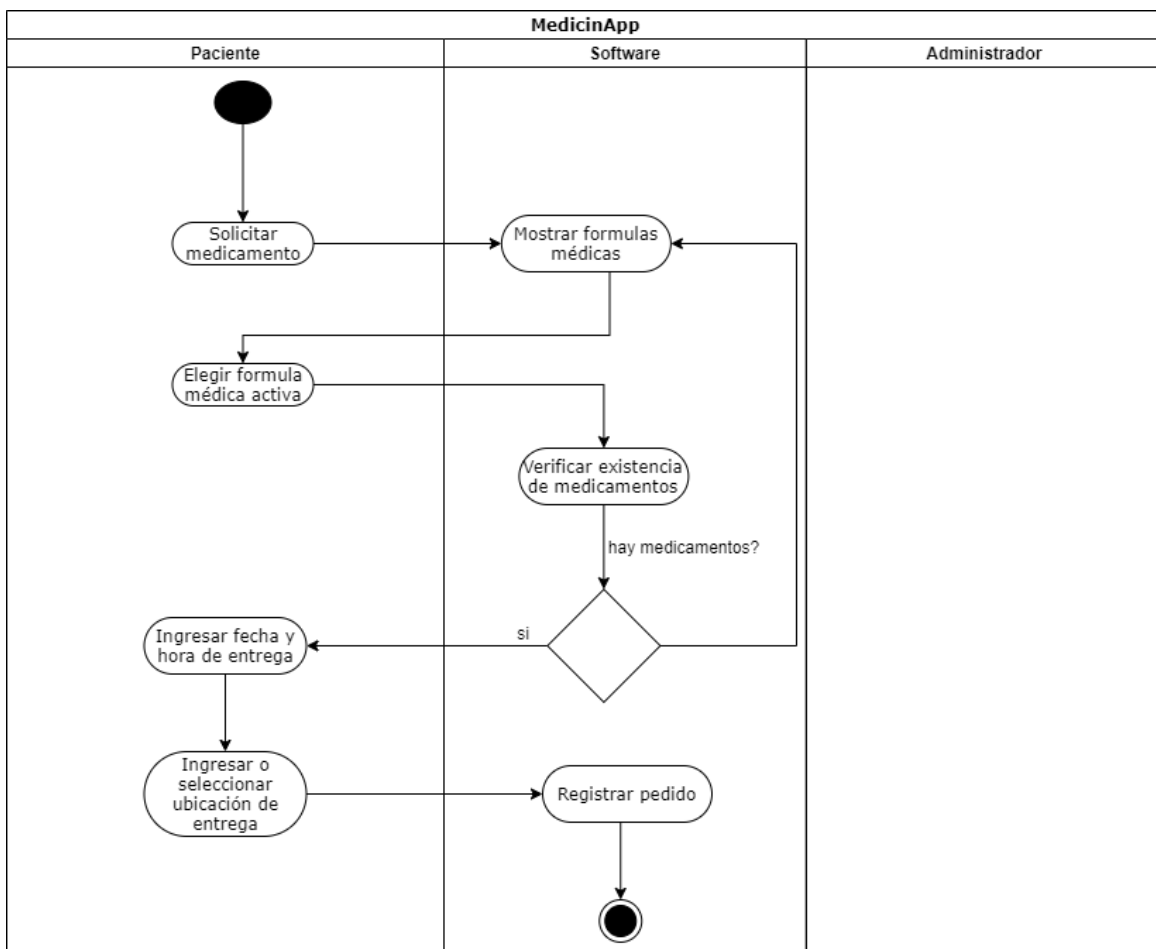 MedicinApp
Paciente
Software
Administrador
Solicitar
medicamento
Mostrar formulas
médicas
Elegir formula
médica activa
Verificar existencia
de medicamentos
hay medicamentos?
si
Ingresar fecha y
hora de entrega
Ingresar o
seleccionar
ubicación de
entrega
Registrar pedido